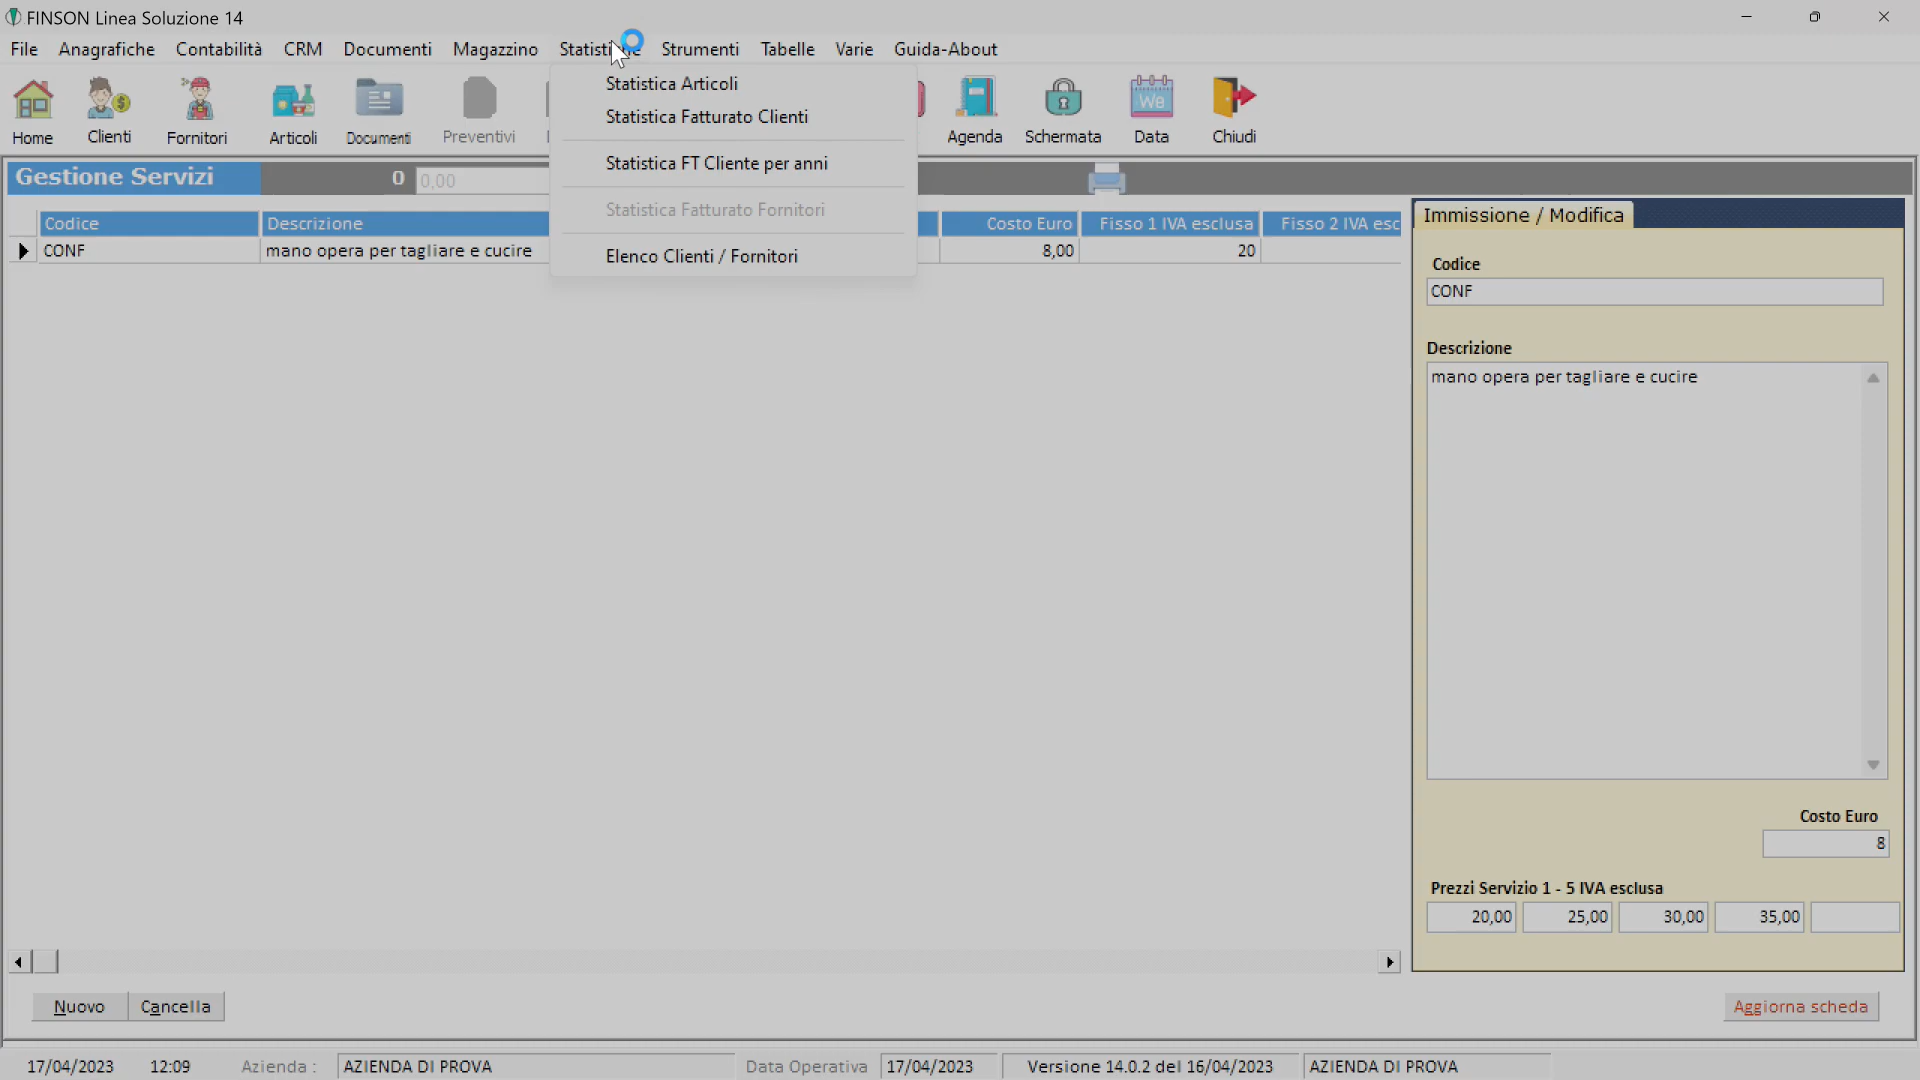 FINSON Linea Soluzione 14
File Anagrafiche Contabilità CRM Documenti Magazzino Statistiche Strumenti Tabelle Varie Guida-About
Home Clienti Fornitori Articoli Documenti Preventivi Agenda Schermata Data Chiudi
We
Statistica Articoli
Statistica Fatturato Clienti
Statistica FT Cliente per anni
Statistica Fatturato Fornitori
Elenco Clienti / Fornitori
Gestione Servizi 0 0,00
Codice Descrizione Costo Euro Fisso 1 IVA esclusa Fisso 2 IVA esc
CONF mano opera per tagliare e cucire 8,00 20
Immissione / Modifica
Codice
CONF
Descrizione
mano opera per tagliare e cucire
Costo Euro
8
Prezzi Servizio 1 - 5 IVA esclusa
20,00 25,00 30,00 35,00
Nuovo Cancella Aggiorna scheda
17/04/2023 12:09 Azienda : AZIENDA DI PROVA Data Operativa 17/04/2023 Versione 14.0.2 del 16/04/2023 AZIENDA DI PROVA